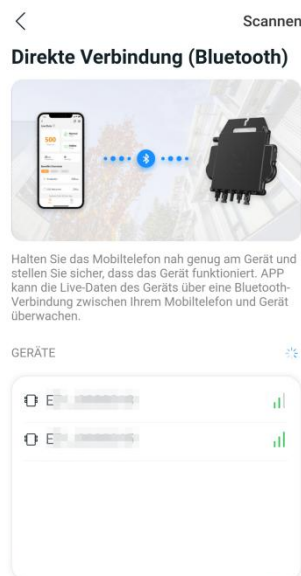 Scannen
Direkte Verbindung (Bluetooth)
500
Halten Sie das Mobiltelefon nah genug am Gerät und
stellen Sie sicher, dass das Gerät funktioniert. APP
kann die Live-Daten des Geräts über eine Bluetooth-
Verbindung zwischen Ihrem Mobiltelefon und Gerät
überwachen.
GERÄTE
E
E